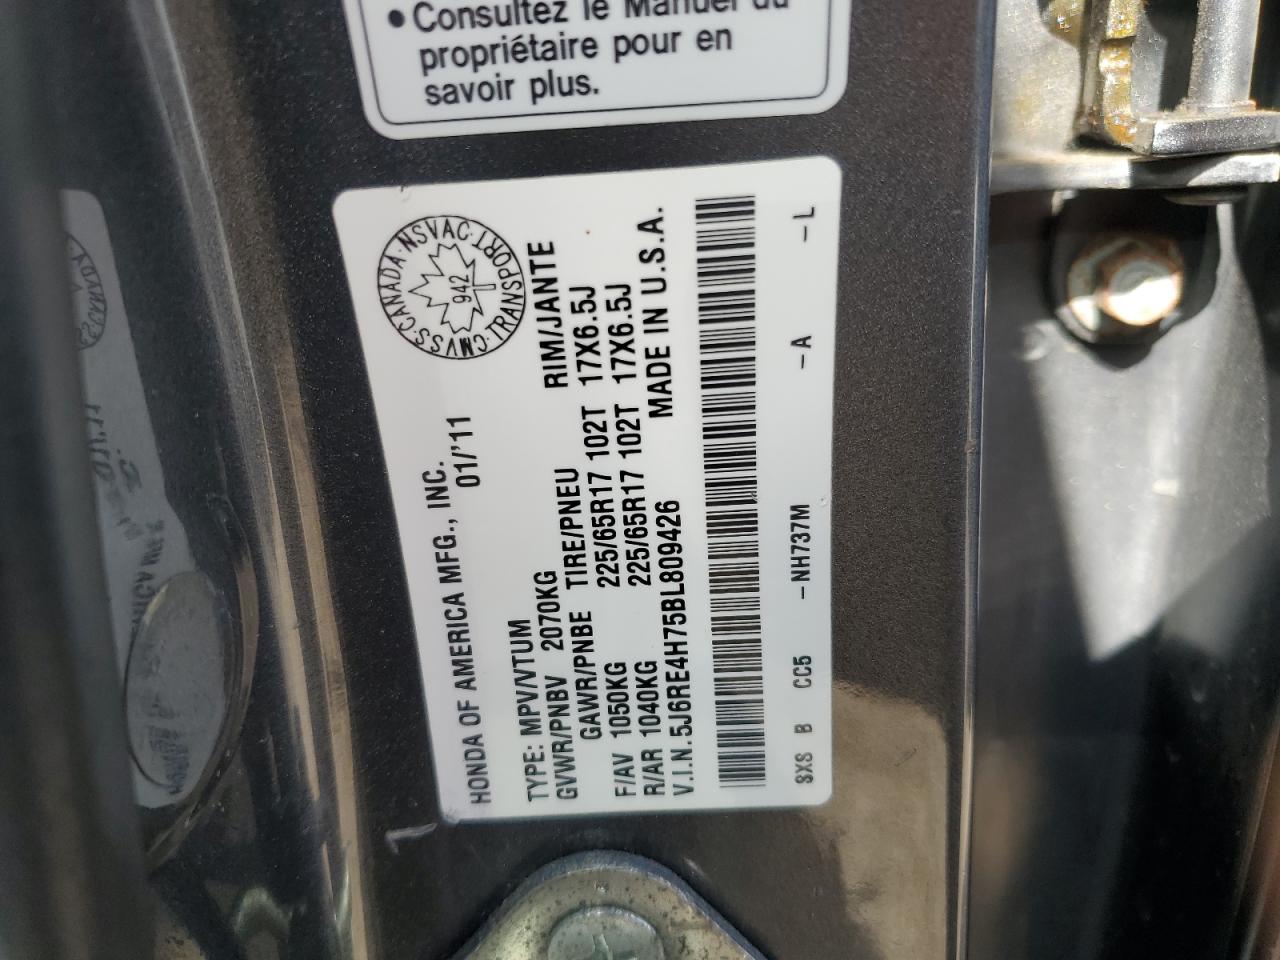 • Consultez le Manuel du
propriétaire pour en
savoir plus.
HONDA OF AMERICA MFG., INC.
01/'11
CMVSS·CANADA·NSVAC·TRANSPORT
942
TYPE: MPV/VTUM
GVWR/PNBV 2070KG
GAWR/PNBE TIRE/PNEU RIM/JANTE
F/AV 1050KG 225/65R17 102T 17X6.5J
R/AR 1040KG 225/65R17 102T 17X6.5J
V.I.N. 5J6RE4H75BL809426 MADE IN U.S.A.
SXS B CC5 -NH737M -A -L